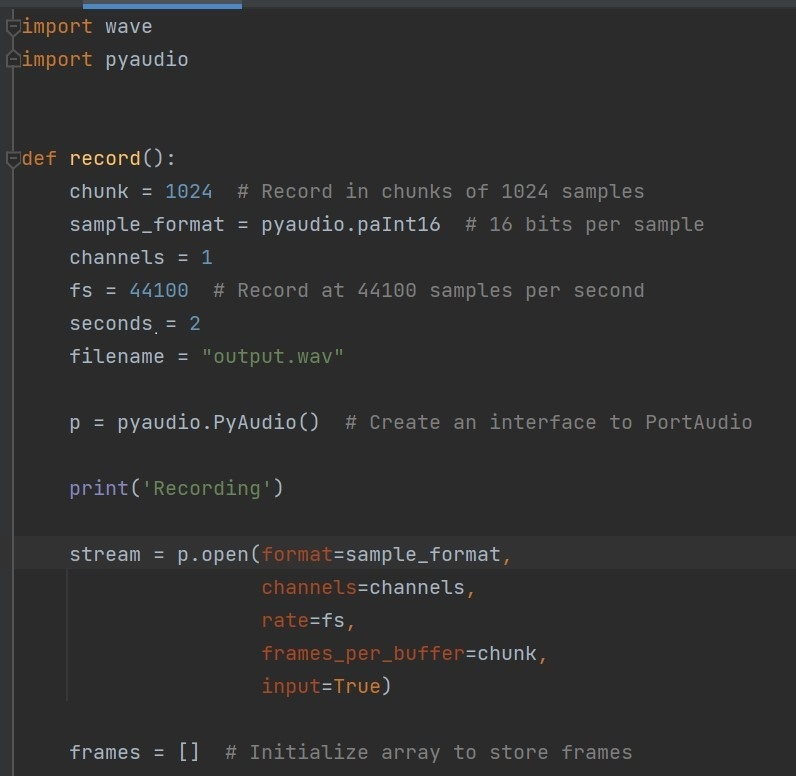 import wave
import pyaudio
def record():
    chunk = 1024  # Record in chunks of 1024 samples
    sample_format = pyaudio.paInt16  # 16 bits per sample
    channels = 1
    fs = 44100  # Record at 44100 samples per second
    seconds = 2
    filename = "output.wav"
    p = pyaudio.PyAudio()  # Create an interface to PortAudio
    print('Recording')
    stream = p.open(format=sample_format,
                    channels=channels,
                    rate=fs,
                    frames_per_buffer=chunk,
                    input=True)
    frames = []  # Initialize array to store frames